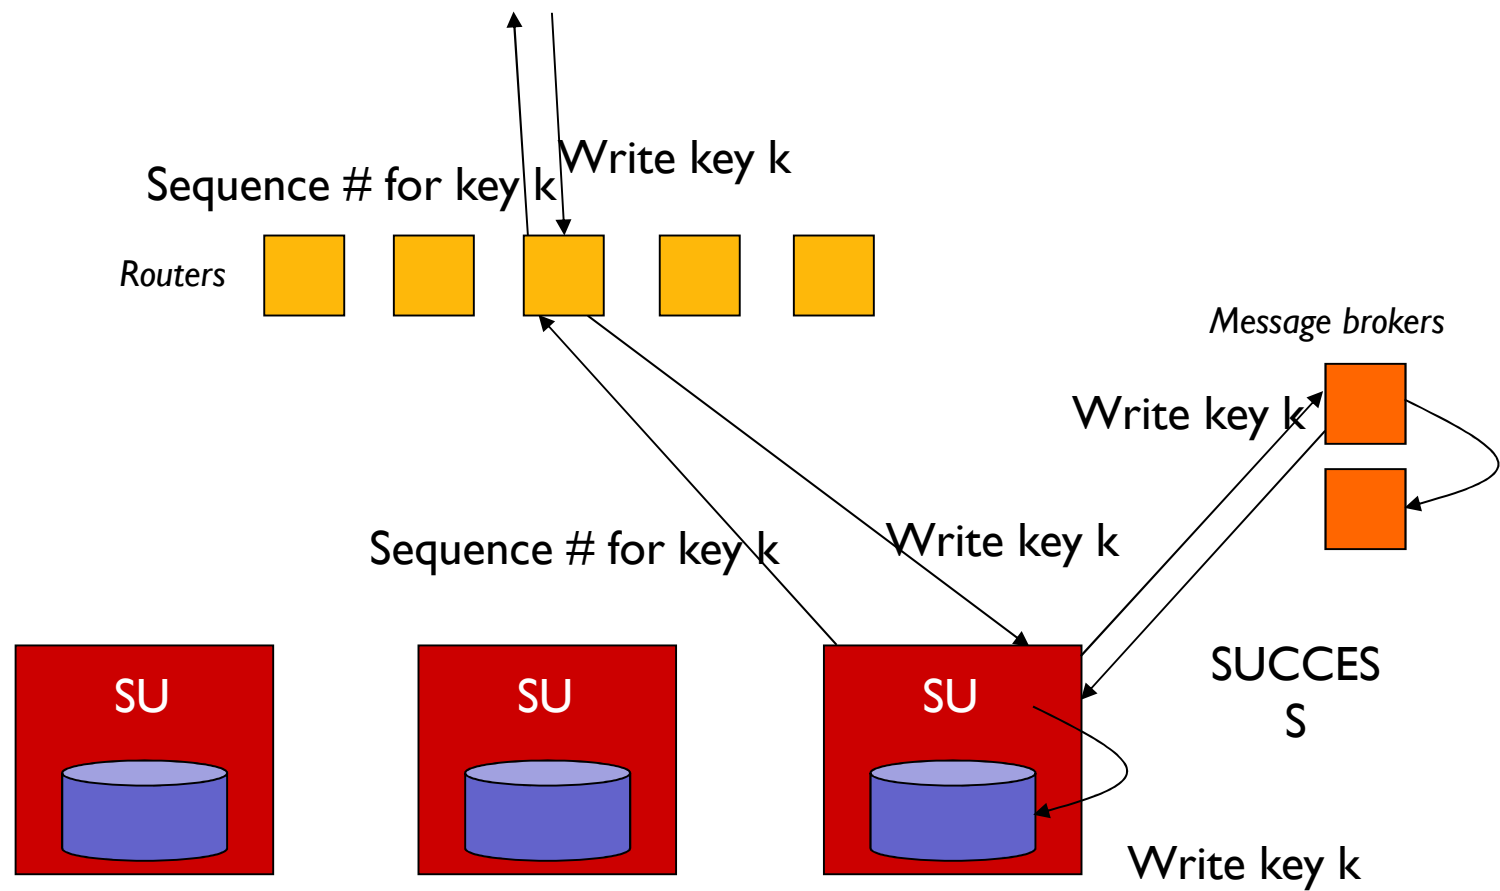 Write key k
Sequence # for key k
Routers
Message brokers
Write key k
Sequence # for key k
Write key k
SU
SU
SU
SUCCES
S
Write key k